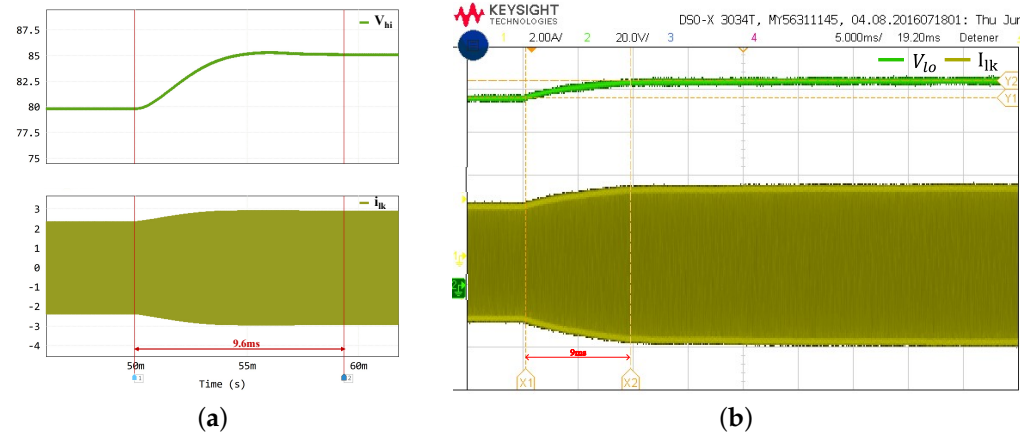 V_hi
87.5
85
82.5
80
77.5
75
i_lk
3
2
1
0
-1
-2
-3
-4
9.6ms
50m
55m
60m
1
2
Time (s)
(a)
KEYSIGHT
TECHNOLOGIES
DSO-X 3034T, MY56311145, 04.08.2016071801: Thu Jun
1 2.00A/ 2 20.0V/ 3 4 5.000ms/ 19.20ms Detener
V_lo I_lk
Y2
Y1
9ms
X1 X2
(b)